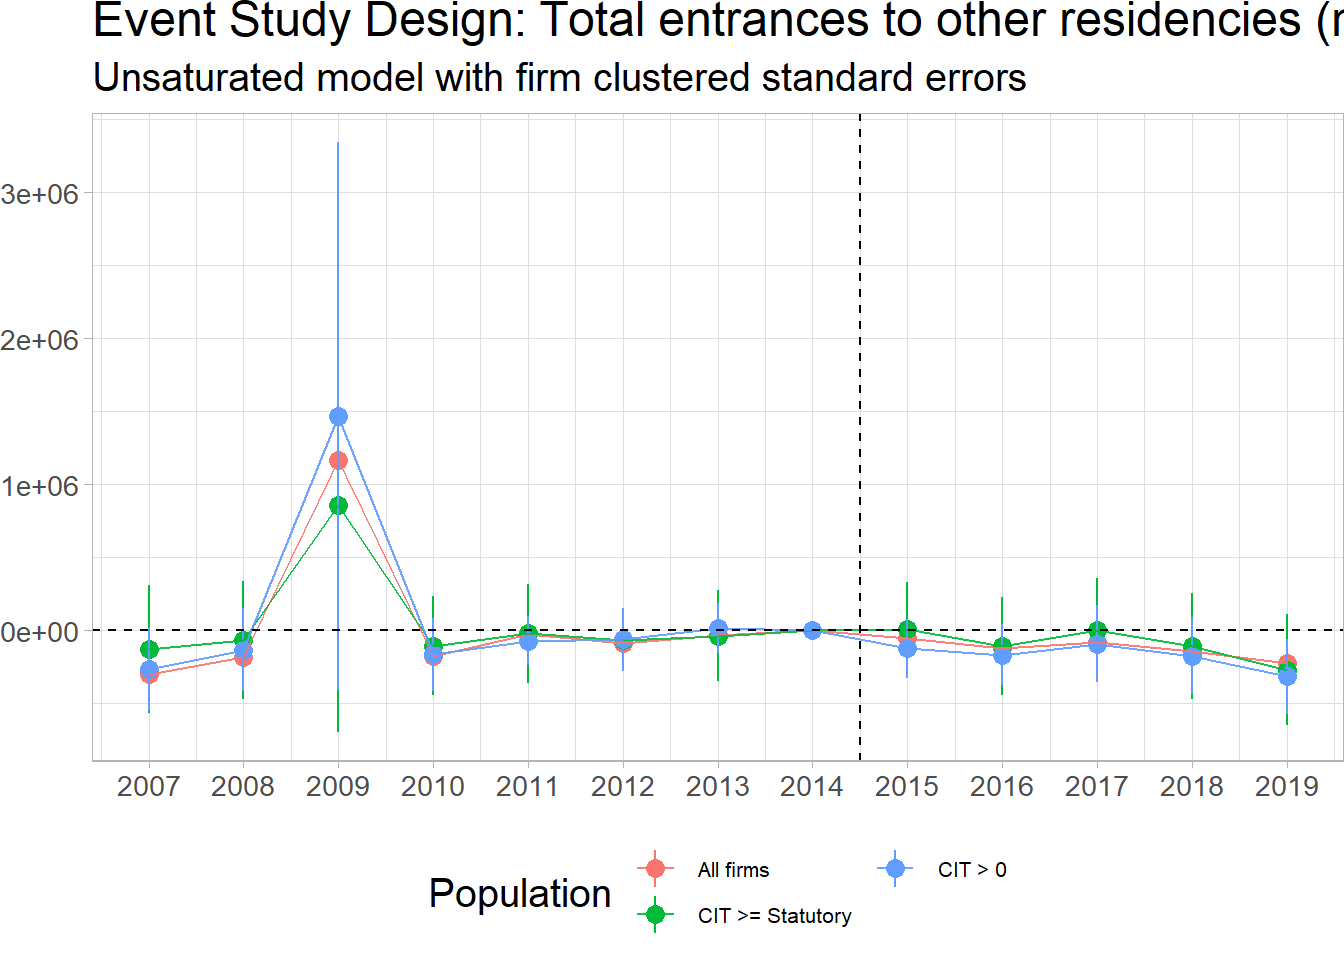 Event Study Design: Total entrances to other residencies (
Unsaturated model with firm clustered standard errors
3e+06
2e+06
1e+06
0e+00
2007 2008 2009 2010 2011 2012 2013 2014 2015 2016 2017 2018 2019
Population
All firms
CIT > 0
CIT >= Statutory